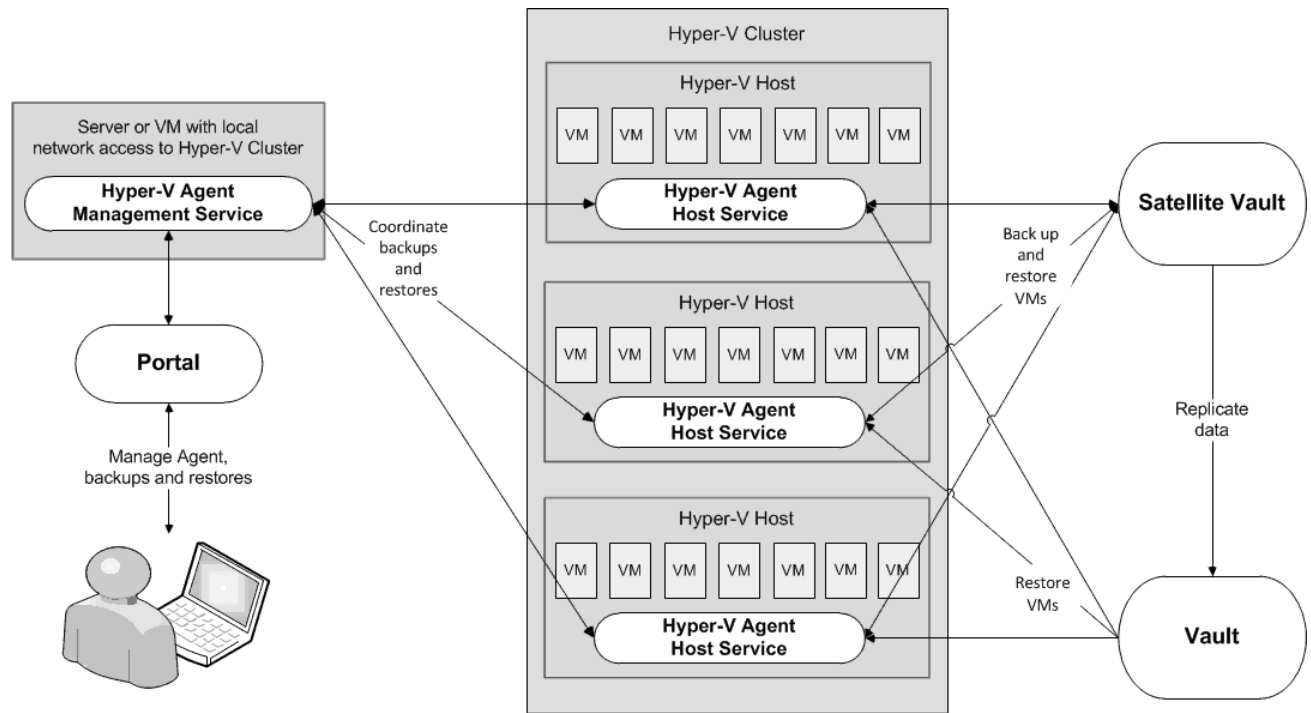 Hyper-V Cluster
Hyper-V Host
VM VM VM VM VM VM VM
Hyper-V Agent
Host Service
Server or VM with local
network access to Hyper-V Cluster
Hyper-V Agent
Management Service
Coordinate
backups
and
restores
Portal
Manage Agent,
backups and restores
Hyper-V Host
VM VM VM VM VM VM VM
Hyper-V Agent
Host Service
Hyper-V Host
VM VM VM VM VM VM VM
Hyper-V Agent
Host Service
Satellite Vault
Back up
and
restore
VMs
Replicate
data
Restore
VMs
Vault